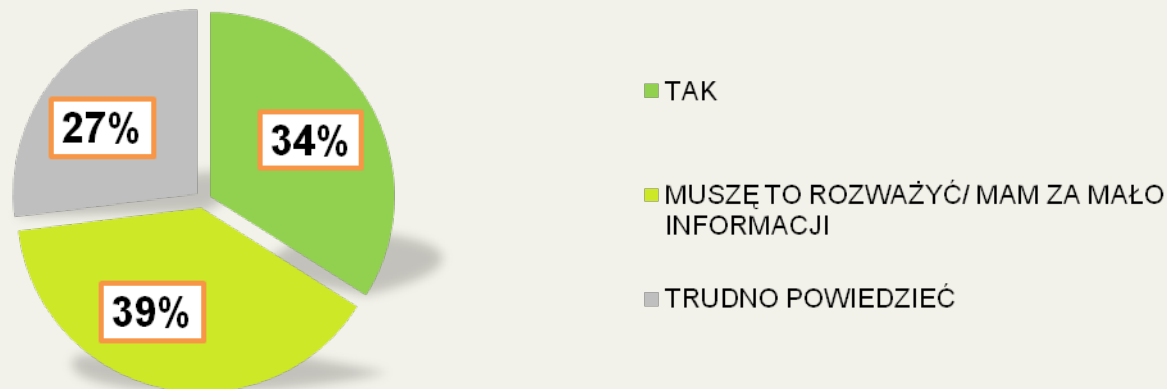 27%
34%
39%
TAK
MUSZĘ TO ROZWAŻYĆ/ MAM ZA MAŁO
INFORMACJI
TRUDNO POWIEDZIEĆ